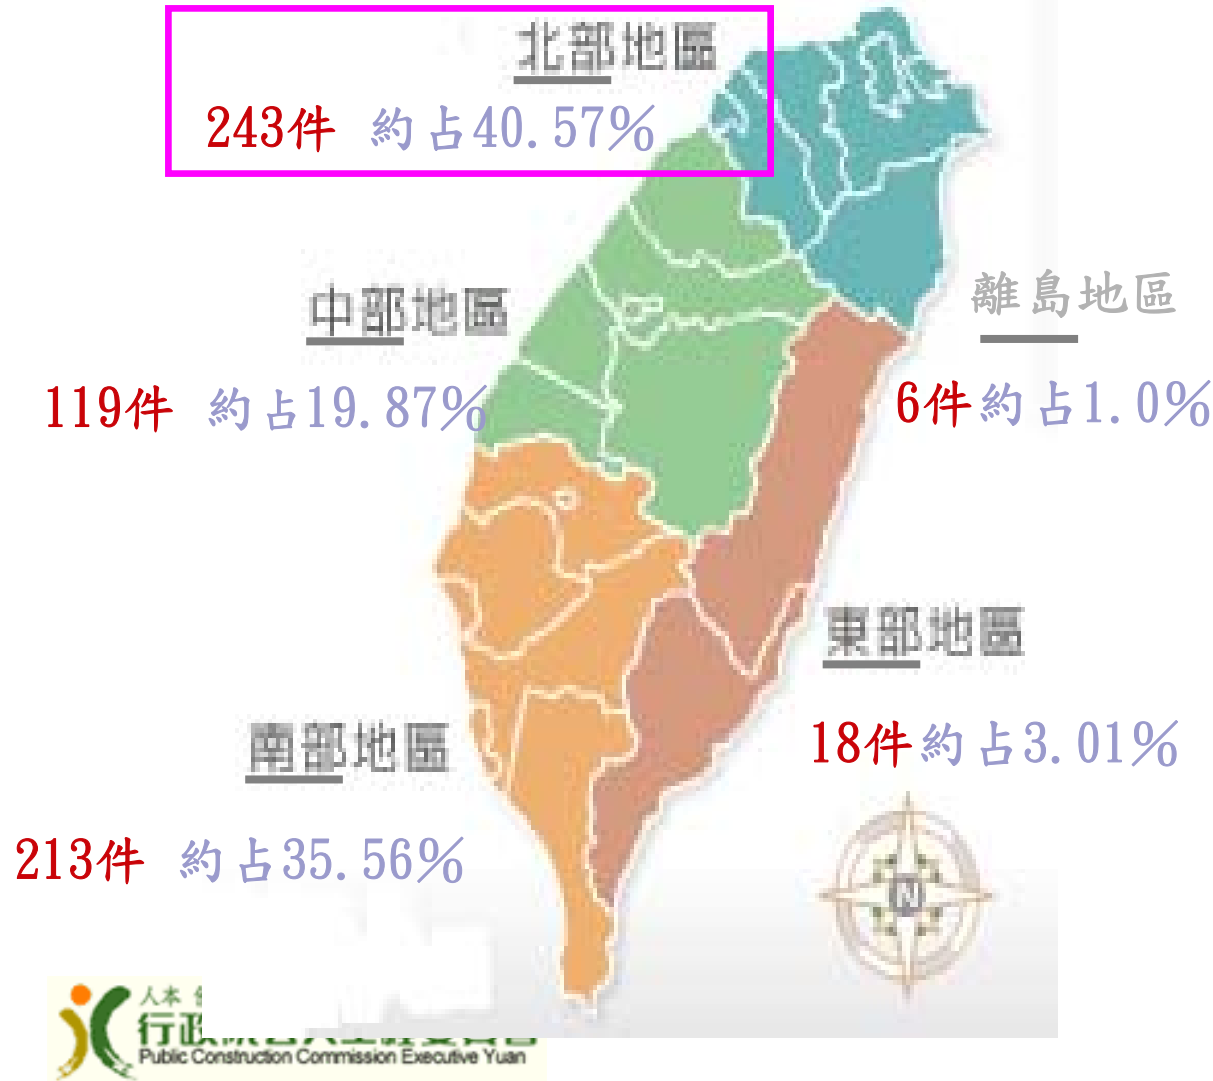 北部地區
243件 約占40.57%
中部地區
119件 約占19.87%
離島地區
6件約占1.0%
東部地區
18件約占3.01%
南部地區
213件 約占35.56%
N
人本
行政
Public Construction Commission Executive Yuan